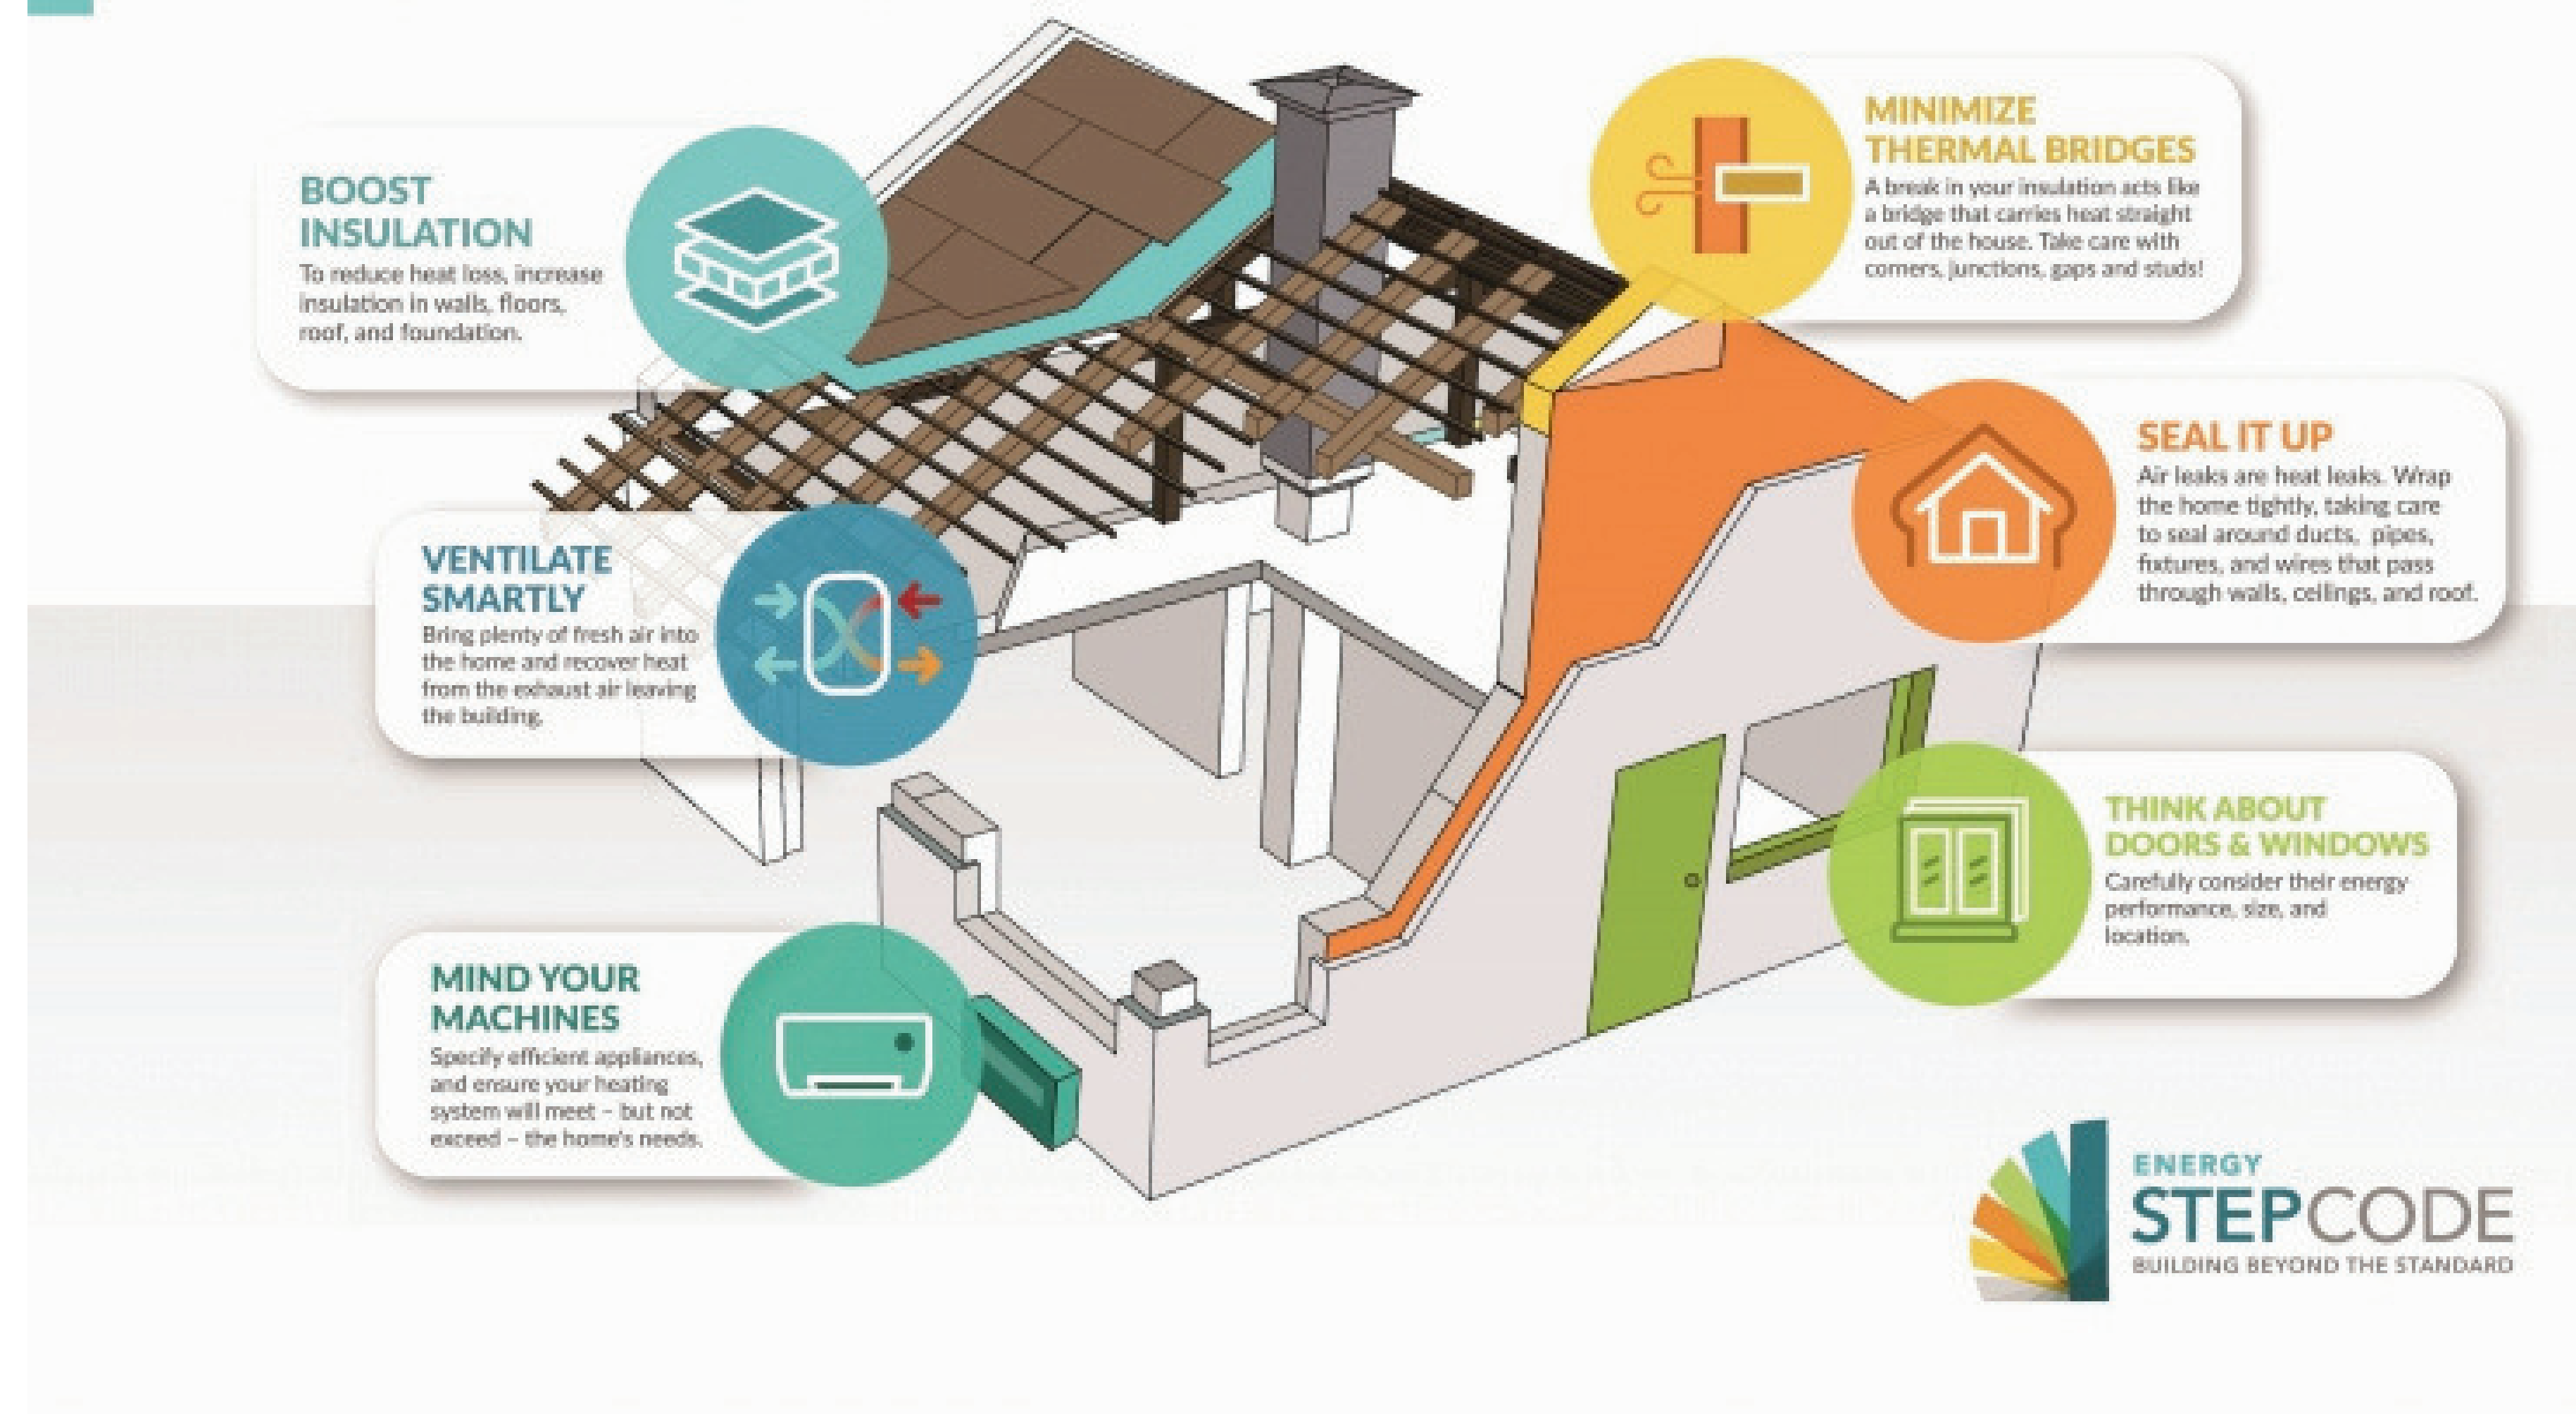 BOOST
INSULATION
To reduce heat loss, increase
insulation in walls, floors,
roof, and foundation.
VENTILATE
SMARTLY
Bring plenty of fresh air into
the home and recover heat
from the exhaust air leaving
the building.
MIND YOUR
MACHINES
Specify efficient appliances,
and ensure your heating
system will meet – but not
exceed – the home's needs.
MINIMIZE
THERMAL BRIDGES
A break in your insulation acts like
a bridge that carries heat straight
out of the house. Take care with
corners, junctions, gaps and studs!
SEAL IT UP
Air leaks are heat leaks. Wrap
the home tightly, taking care
to seal around ducts, pipes,
fixtures, and wires that pass
through walls, ceilings, and roof.
THINK ABOUT
DOORS & WINDOWS
Carefully consider their energy
performance, size, and
location.
ENERGY
STEPCODE
BUILDING BEYOND THE STANDARD